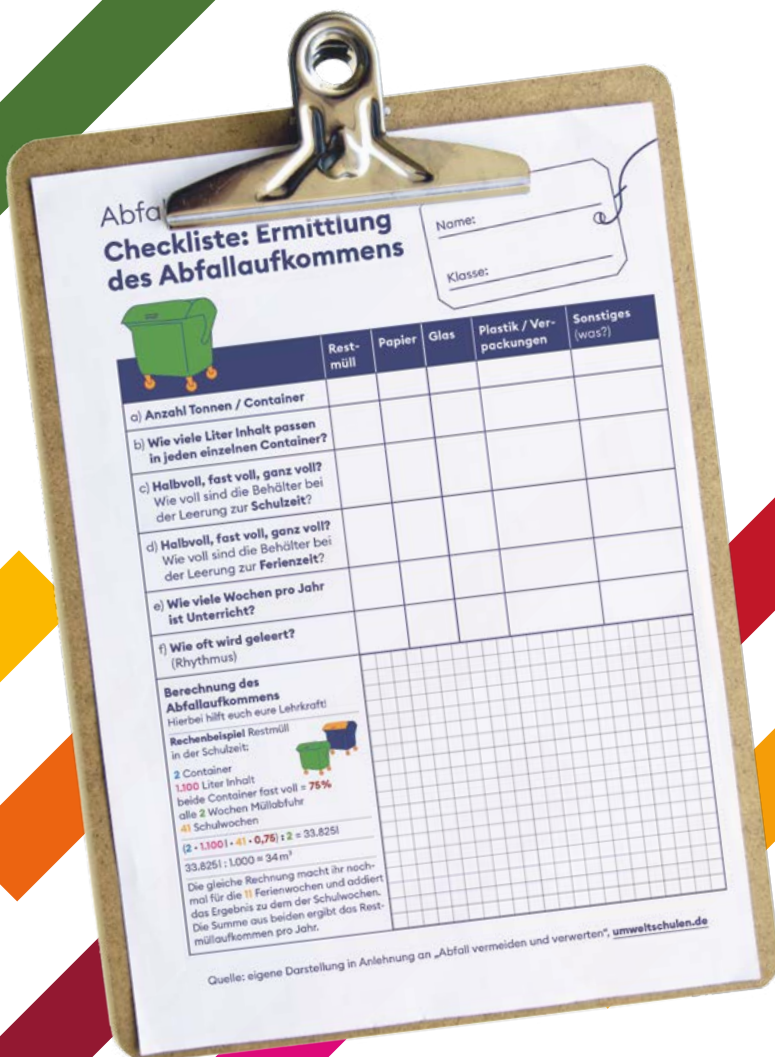 Abfa
Checkliste: Ermittlung
des Abfallaufkommens
Name:
Klasse:
Rest-
müll
Papier
Glas
Plastik / Ver-
packungen
Sonstiges
(was?)
a) Anzahl Tonnen / Container
b) Wie viele Liter Inhalt passen
in jeden einzelnen Container?
c) Halbvoll, fast voll, ganz voll?
Wie voll sind die Behälter bei
der Leerung zur Schulzeit?
d) Halbvoll, fast voll, ganz voll?
Wie voll sind die Behälter bei
der Leerung zur Ferienzeit?
e) Wie viele Wochen pro Jahr
ist Unterricht?
f) Wie oft wird geleert?
(Rhythmus)
Berechnung des
Abfallaufkommens
Hierbei hilft euch eure Lehrkraft!
Rechenbeispiel Restmüll
in der Schulzeit:
2 Container
1.100 Liter Inhalt
beide Container fast voll = 75%
alle 2 Wochen Müllabfuhr
41 Schulwochen
(2 • 1.100 l • 41 • 0,75) : 2 = 33.825l
33.825l : 1.000 = 34 m³
Die gleiche Rechnung macht ihr noch-
mal für die 11 Ferienwochen und addiert
das Ergebnis zu dem der Schulwochen.
Die Summe aus beiden ergibt das Rest-
müllaufkommen pro Jahr.
Quelle: eigene Darstellung in Anlehnung an „Abfall vermeiden und verwerten“, umweltschulen.de